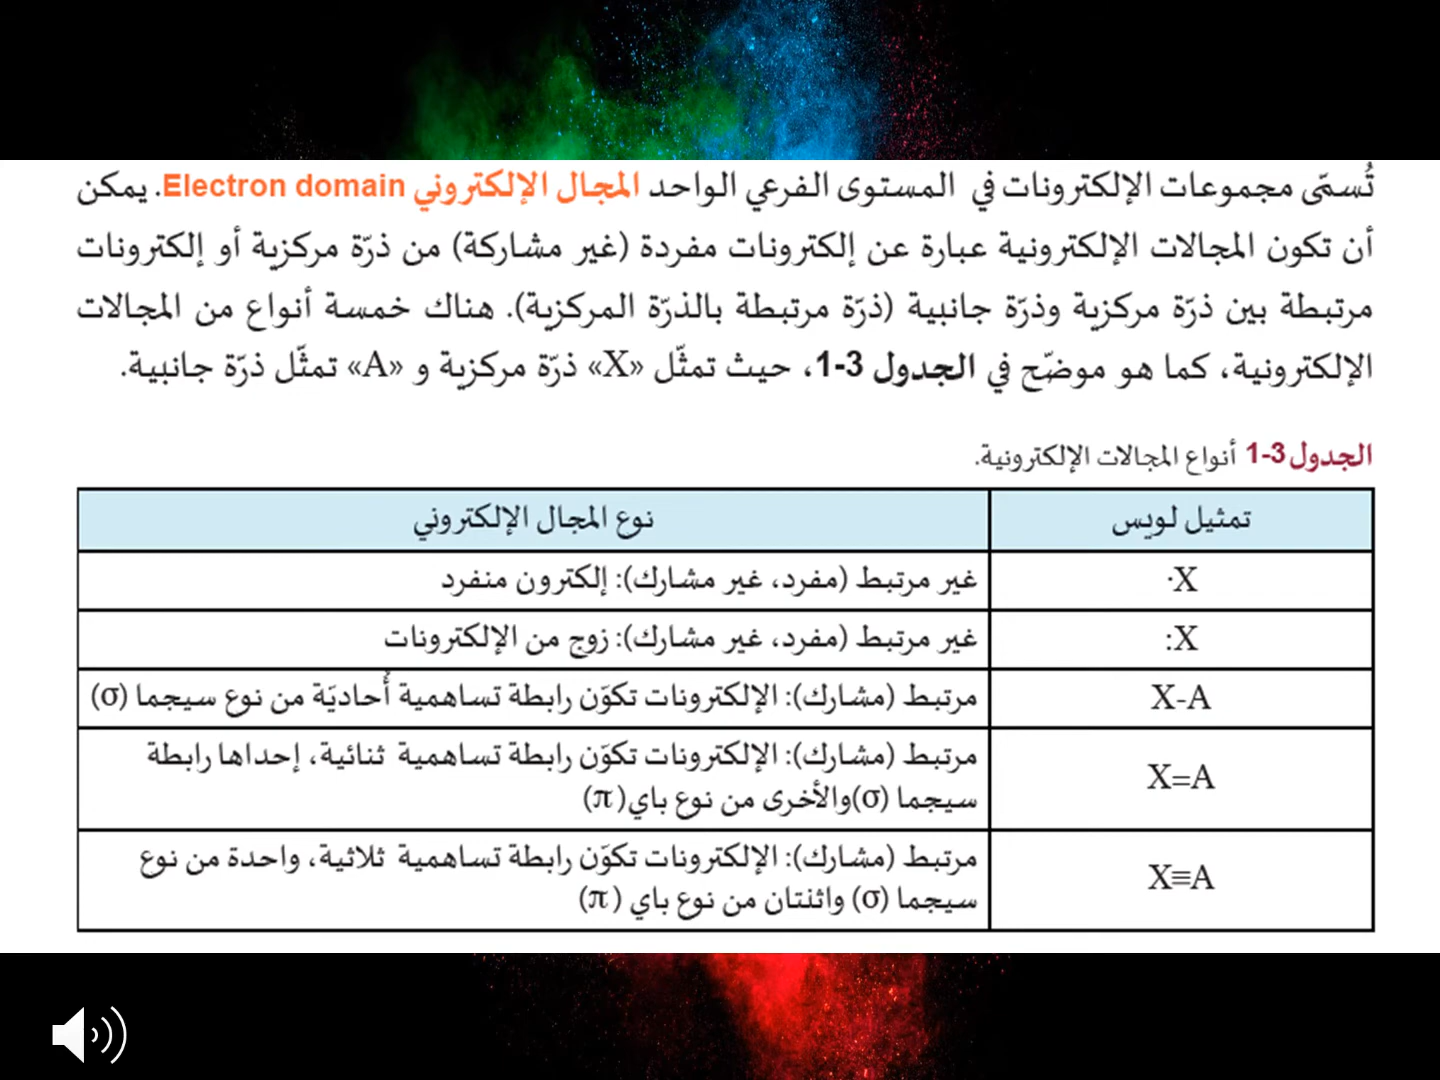 تُسمّى مجموعات الإلكترونات في المستوى الفرعي الواحد المجال الإلكتروني Electron domain. يمكن
أن تكون المجالات الإلكترونية عبارة عن إلكترونات مفردة (غير مشاركة) من ذرّة مركزية أو إلكترونات
مرتبطة بين ذرّة مركزية وذرّة جانبية (ذرّة مرتبطة بالذرّة المركزية). هناك خمسة أنواع من المجالات
الإلكترونية، كما هو موضّح في الجدول 3-1، حيث تمثّل «X» ذرّة مركزية و «A» تمثّل ذرّة جانبية.
الجدول 3-1 أنواع المجالات الإلكترونية.
تمثيل لويس
نوع المجال الإلكتروني
·X
غير مرتبط (مفرد، غير مشارك): إلكترون منفرد
:X
غير مرتبط (مفرد، غير مشارك): زوج من الإلكترونات
X-A
مرتبط (مشارك): الإلكترونات تكوّن رابطة تساهمية أُحاديّة من نوع سيجما (σ)
X=A
مرتبط (مشارك): الإلكترونات تكوّن رابطة تساهمية ثنائية، إحداها رابطة
سيجما (σ)والأخرى من نوع باي(π)
X≡A
مرتبط (مشارك): الإلكترونات تكوّن رابطة تساهمية ثلاثية، واحدة من نوع
سيجما (σ) واثنتان من نوع باي (π)